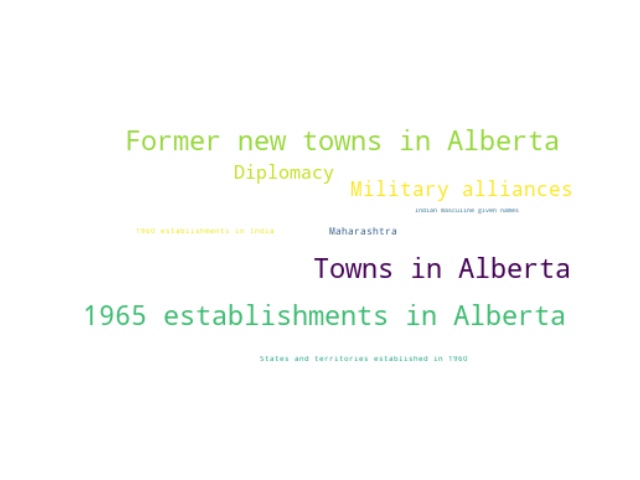 Former new towns in Alberta
Diplomacy
Military alliances
Indian masculine given names
1960 establishments in India
Maharashtra
Towns in Alberta
1965 establishments in Alberta
States and territories established in 1960